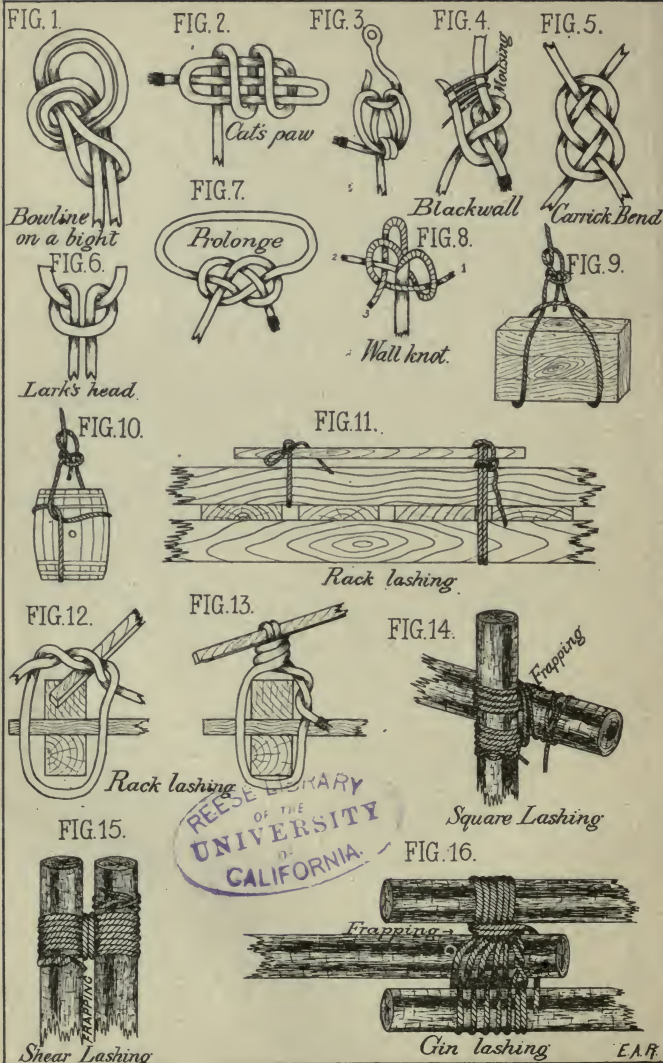 FIG. 1.
FIG. 2.
FIG. 3.
FIG. 4.
FIG. 5.
Mousing
Cat's paw
Bowline
on a bight
Blackwall
Carrick Bend
FIG. 6.
FIG. 7.
Prolonge
FIG. 8.
2
1
3
FIG. 9.
Wall knot.
Lark's head
FIG. 10.
FIG. 11.
Rack lashing
FIG. 12.
FIG. 13.
FIG. 14.
Frapping
Rack lashing
Square Lashing
REESE LIBRARY
OF THE
UNIVERSITY
OF
CALIFORNIA.
FIG. 15.
FIG. 16.
Frapping
FRAPPING
Shear Lashing
Gin lashing
E.A.R.